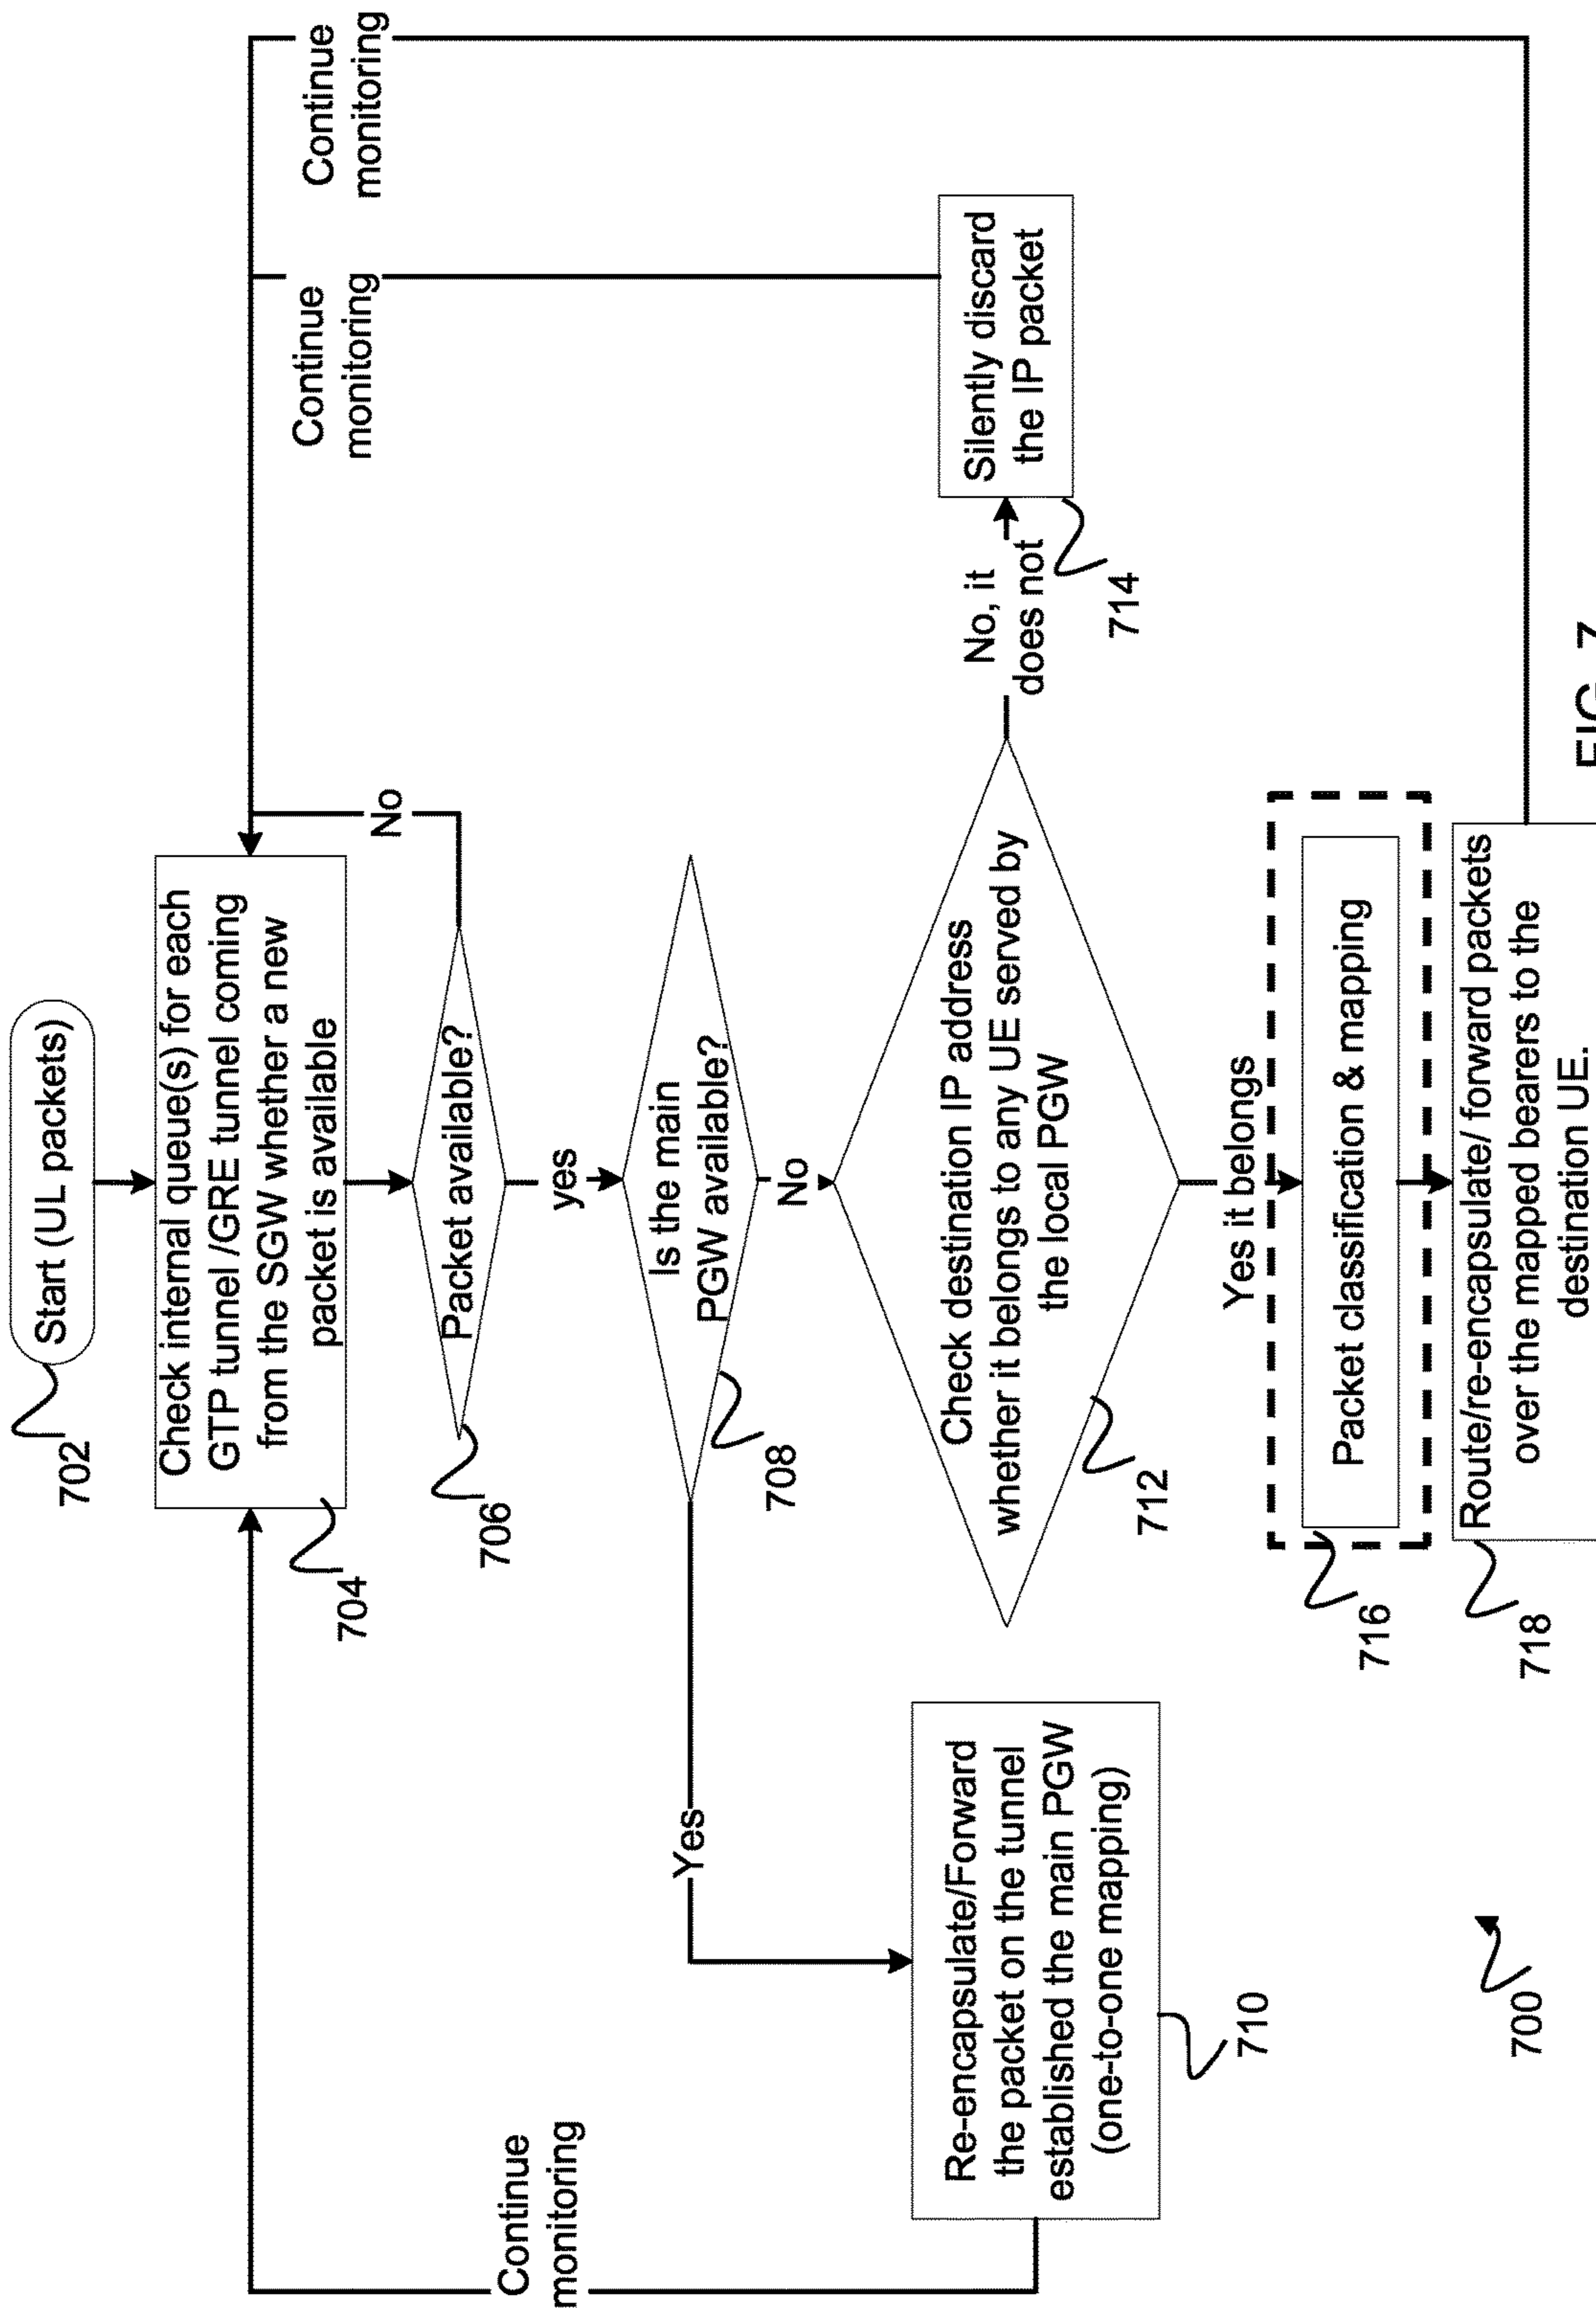 Start (UL packets)
702
Check internal queue(s) for each
GTP tunnel /GRE tunnel coming
from the SGW whether a new
packet is available
704
Continue
monitoring
Continue
monitoring
Continue
monitoring
Packet available?
No
706
yes
Is the main
PGW available?
708
Yes
No
Re-encapsulate/Forward
the packet on the tunnel
established the main PGW
(one-to-one mapping)
710
Check destination IP address
whether it belongs to any UE served by
the local PGW
712
No, it
does not
Silently discard
the IP packet
714
Yes it belongs
Packet classification & mapping
716
Route/re-encapsulate/ forward packets
over the mapped bearers to the
destination UE.
718
700
FIG. 7